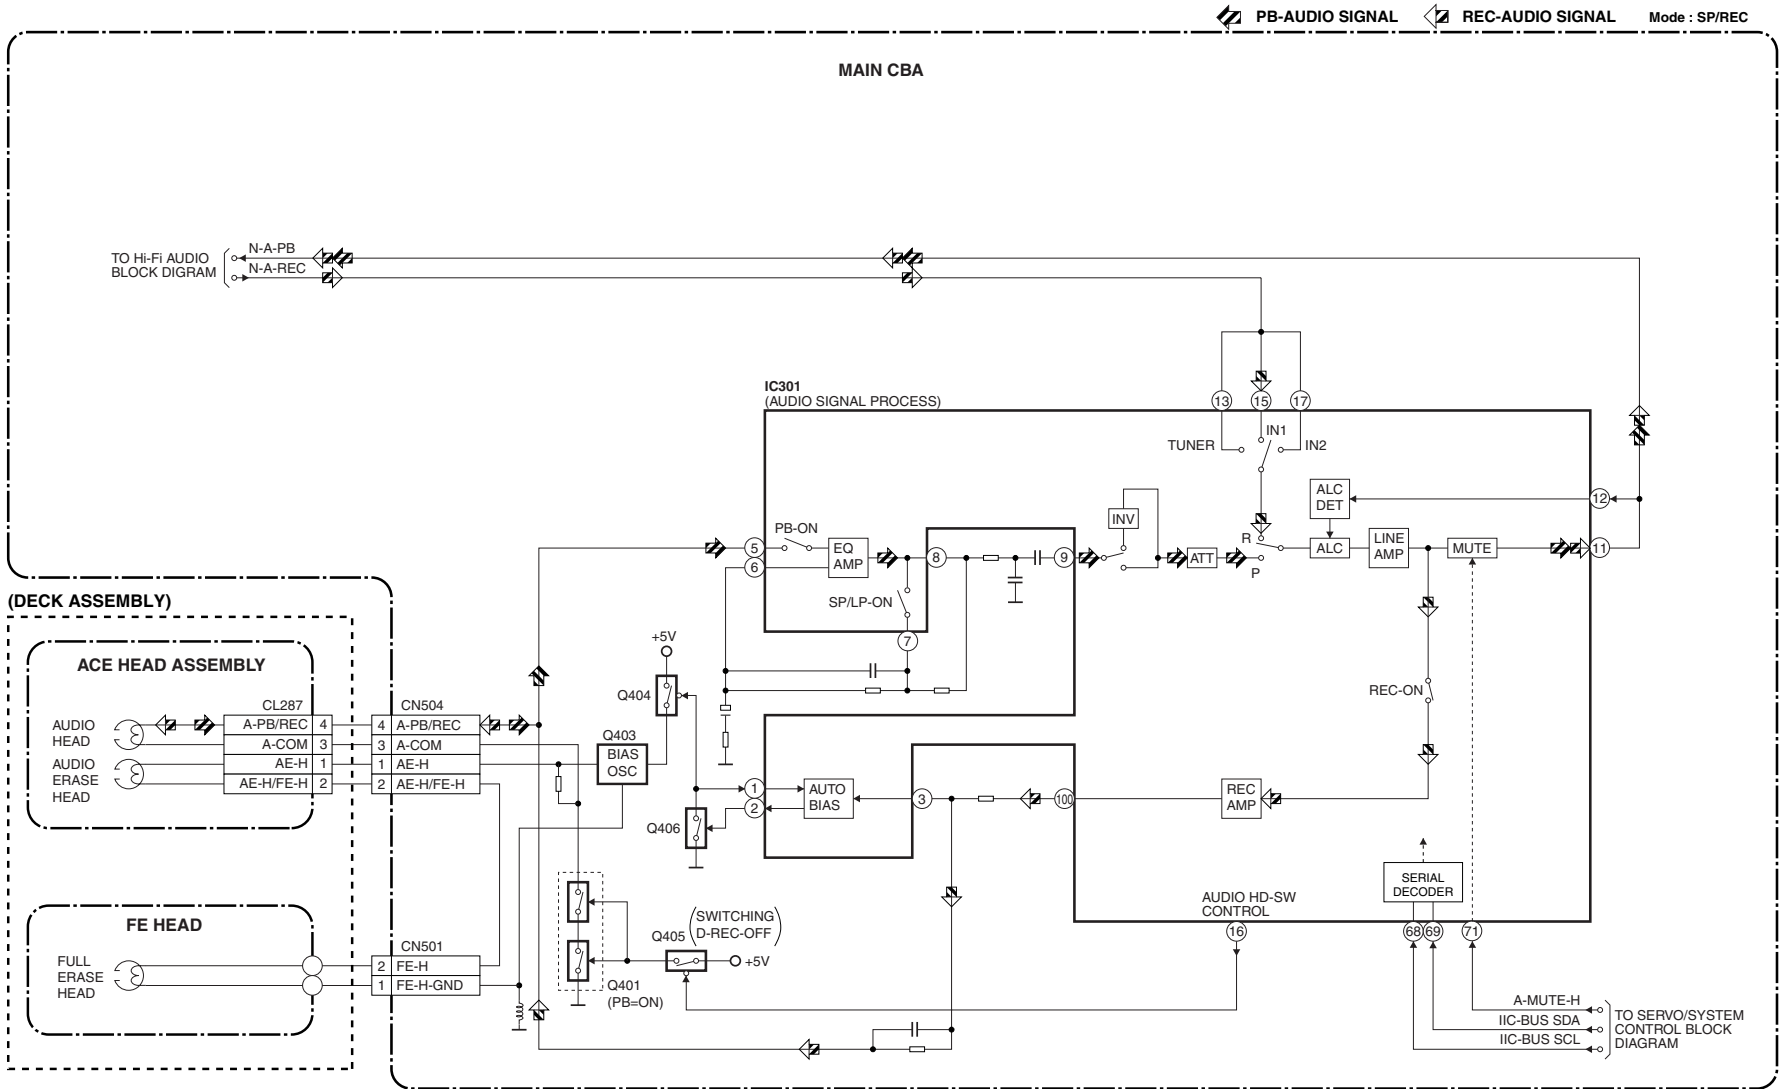 PB-AUDIO SIGNAL
REC-AUDIO SIGNAL
Mode : SP/REC
MAIN CBA
TO Hi-Fi AUDIO
BLOCK DIGRAM
N-A-PB
N-A-REC
IC301
(AUDIO SIGNAL PROCESS)
13
15
17
TUNER
IN1
IN2
ALC
DET
12
INV
PB-ON
5
6
EQ
AMP
8
9
ATT
R
P
ALC
LINE
AMP
MUTE
11
SP/LP-ON
7
(DECK ASSEMBLY)
ACE HEAD ASSEMBLY
+5V
Q404
REC-ON
CL287
CN504
AUDIO
HEAD
A-PB/REC 4
4 A-PB/REC
A-COM 3
3 A-COM
AUDIO
ERASE
HEAD
AE-H 1
1 AE-H
AE-H/FE-H 2
2 AE-H/FE-H
Q403
BIAS
OSC
1
2
AUTO
BIAS
3
100
REC
AMP
Q406
SERIAL
DECODER
AUDIO HD-SW
CONTROL
16
68
69
71
FE HEAD
FULL
ERASE
HEAD
CN501
2 FE-H
1 FE-H-GND
Q405
(SWITCHING
D-REC-OFF)
+5V
Q401
(PB=ON)
A-MUTE-H
IIC-BUS SDA
IIC-BUS SCL
TO SERVO/SYSTEM
CONTROL BLOCK
DIAGRAM